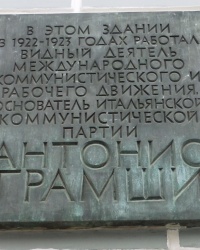 В ЭТОМ ЗДАНИИ
В 1922-1923 ГОДАХ РАБОТАЛ
ВИДНЫЙ ДЕЯТЕЛЬ
МЕЖДУНАРОДНОГО
КОММУНИСТИЧЕСКОГО И
РАБОЧЕГО ДВИЖЕНИЯ.
ОСНОВАТЕЛЬ ИТАЛЬЯНСКОЙ
КОММУНИСТИЧЕСКОЙ
ПАРТИИ
АНТОНИО
ГРАМШИ